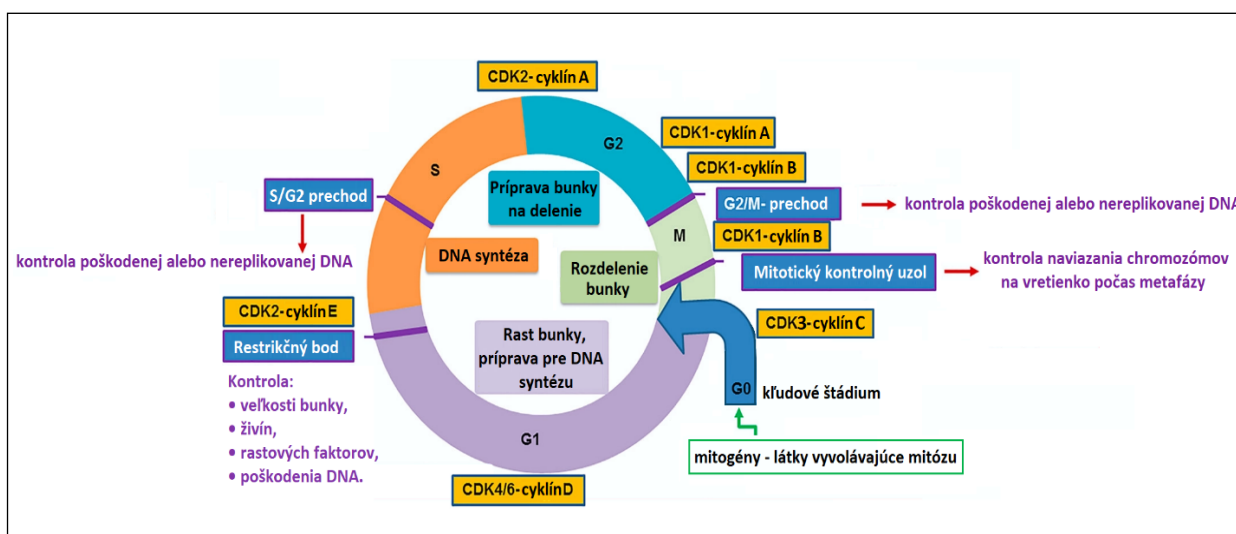 CDK2- cyklín A
G2
CDK1-cyklín A
CDK1-cyklín B
S
S/G2 prechod
Príprava bunky
na delenie
G2/M- prechod
kontrola poškodenej alebo nereplikovanej DNA
M
CDK1-cyklín B
kontrola poškodenej alebo nereplikovanej DNA
DNA syntéza
Rozdelenie
bunky
Mitotický kontrolný uzol
kontrola naviazania chromozómov
na vretienko počas metafázy
CDK2-cyklín E
Restrikčný bod
CDK3-cyklín C
Rast bunky,
príprava pre DNA
syntézu
Kontrola:
• veľkosti bunky,
• živín,
• rastových faktorov,
• poškodenia DNA.
G0
kľudové štádium
G1
mitogény - látky vyvolávajúce mitózu
CDK4/6-cyklínD